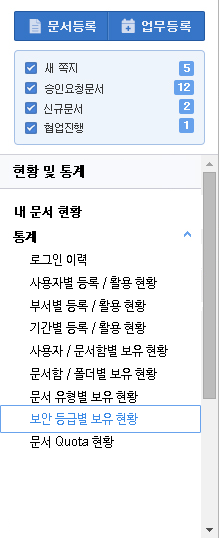 문서등록 업무등록
새 쪽지 5
승인요청문서 12
신규문서 2
협업진행 1
현황 및 통계
내 문서 현황
통계
로그인 이력
사용자별 등록 / 활용 현황
부서별 등록 / 활용 현황
기간별 등록 / 활용 현황
사용자 / 문서함별 보유 현황
문서함 / 폴더별 보유 현황
문서 유형별 보유 현황
보안 등급별 보유 현황
문서 Quota 현황